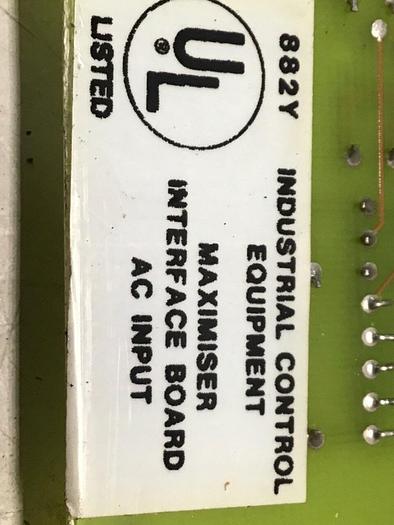 882Y INDUSTRIAL CONTROL
EQUIPMENT
UL
®
LISTED
MAXIMISER
INTERFACE BOARD
AC INPUT